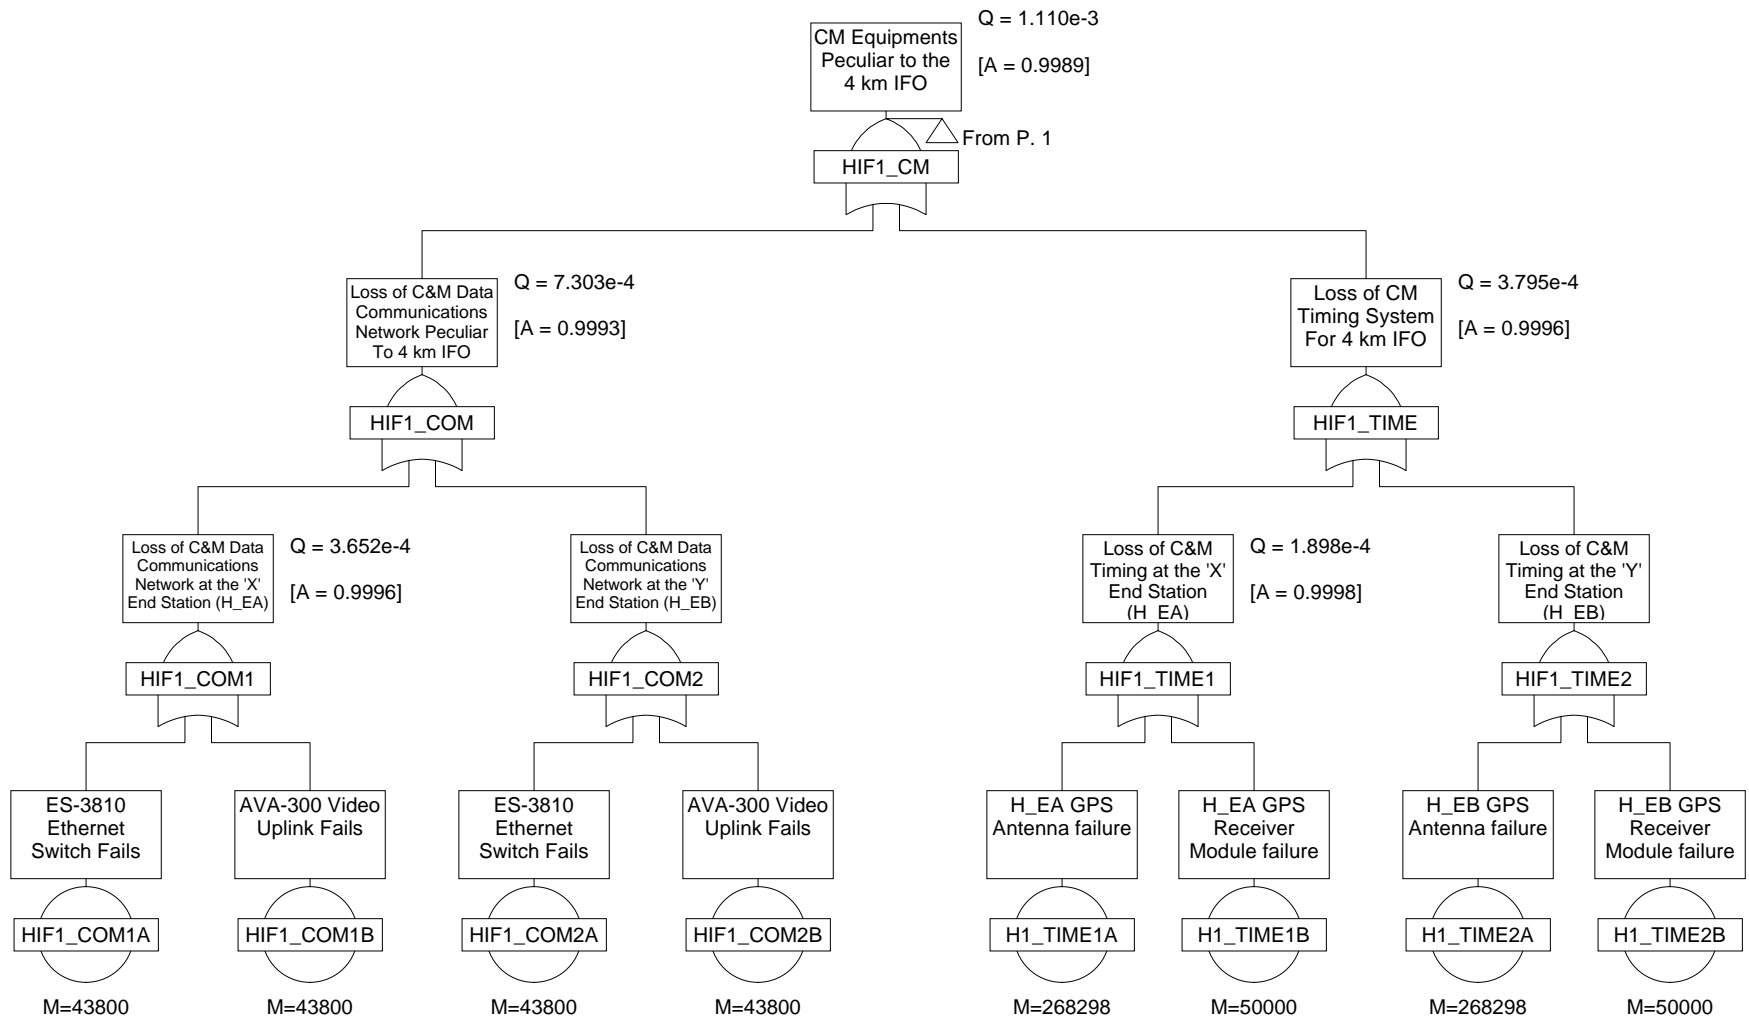 CM Equipments
Peculiar to the
4 km IFO
Q = 1.110e-3
[A = 0.9989]
From P. 1
HIF1_CM
Loss of C&M Data
Communications
Network Peculiar
To 4 km IFO
Q = 7.303e-4
[A = 0.9993]
HIF1_COM
Loss of CM
Timing System
For 4 km IFO
Q = 3.795e-4
[A = 0.9996]
HIF1_TIME
Loss of C&M Data
Communications
Network at the 'X'
End Station (H_EA)
Q = 3.652e-4
[A = 0.9996]
HIF1_COM1
Loss of C&M Data
Communications
Network at the 'Y'
End Station (H_EB)
HIF1_COM2
Loss of C&M
Timing at the 'X'
End Station
(H_EA)
Q = 1.898e-4
[A = 0.9998]
HIF1_TIME1
Loss of C&M
Timing at the 'Y'
End Station
(H_EB)
HIF1_TIME2
ES-3810
Ethernet
Switch Fails
HIF1_COM1A
M=43800
AVA-300 Video
Uplink Fails
HIF1_COM1B
M=43800
ES-3810
Ethernet
Switch Fails
HIF1_COM2A
M=43800
AVA-300 Video
Uplink Fails
HIF1_COM2B
M=43800
H_EA GPS
Antenna failure
H1_TIME1A
M=268298
H_EA GPS
Receiver
Module failure
H1_TIME1B
M=50000
H_EB GPS
Antenna failure
H1_TIME2A
M=268298
H_EB GPS
Receiver
Module failure
H1_TIME2B
M=50000